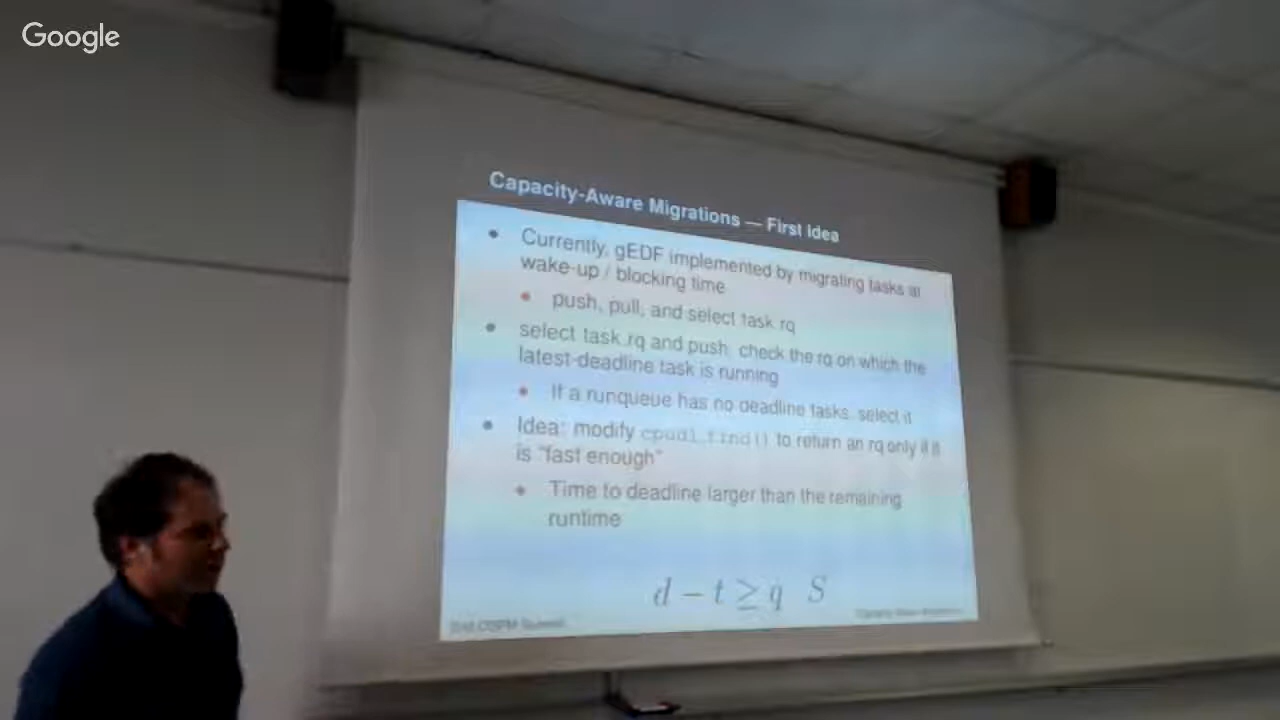 Google
Capacity-Aware Migrations — First Idea
Currently, gEDF implemented by migrating tasks at
wake-up / blocking time
push, pull, and select task rq
select task rq and push: check the rq on which the
latest-deadline task is running
If a runqueue has no deadline tasks, select it
Idea: modify cpudl_find() to return an rq only if it
is "fast enough"
Time to deadline larger than the remaining
runtime
d − t ≥ q S
Summit